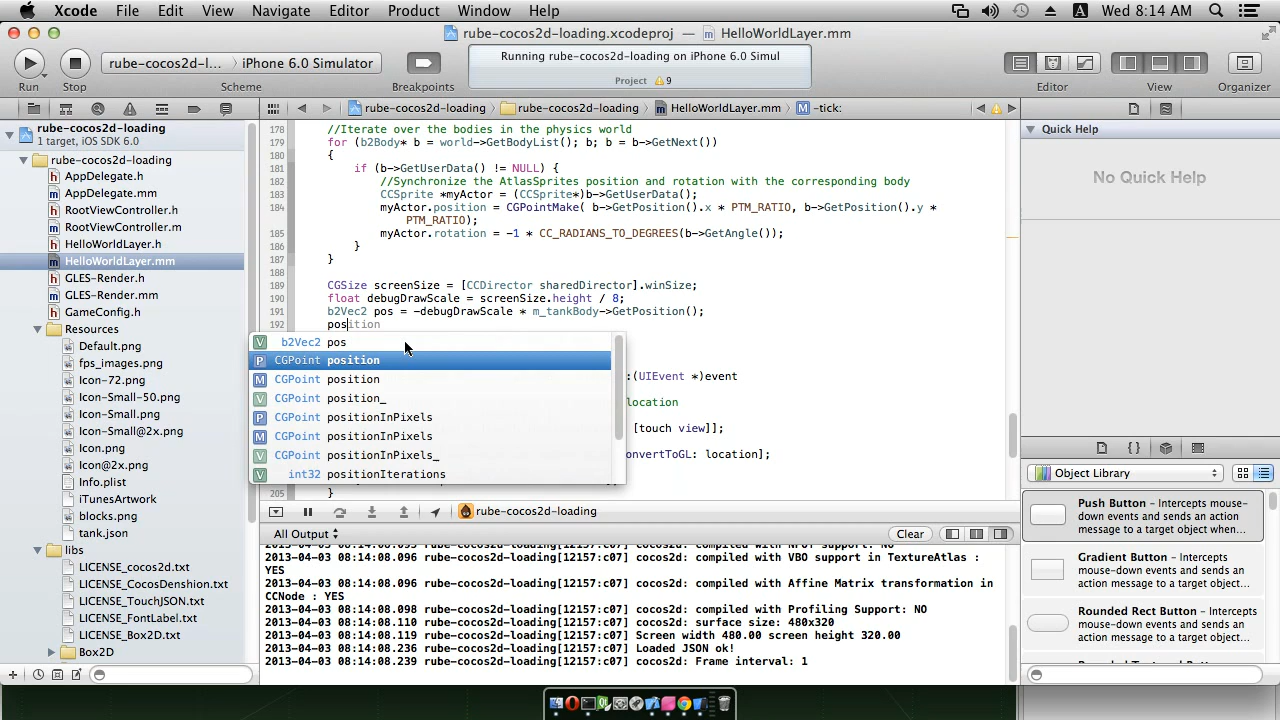 Xcode File Edit View Navigate Editor Product Window Help A Wed 8:14 AM
rube-cocos2d-loading.xcodeproj — m HelloWorldLayer.mm
rube-cocos2d-l... iPhone 6.0 Simulator
Running rube-cocos2d-loading on iPhone 6.0 Simul
Project 9
Run Stop Scheme Breakpoints Editor View Organizer
rube-cocos2d-loading rube-cocos2d-loading HelloWorldLayer.mm M -tick:
rube-cocos2d-loading
1 target, iOS SDK 6.0
rube-cocos2d-loading
AppDelegate.h
AppDelegate.mm
RootViewController.h
RootViewController.m
HelloWorldLayer.h
HelloWorldLayer.mm
GLES-Render.h
GLES-Render.mm
GameConfig.h
Resources
Default.png
fps_images.png
Icon-72.png
Icon-Small-50.png
Icon-Small.png
Icon-Small@2x.png
Icon.png
Icon@2x.png
Info.plist
iTunesArtwork
blocks.png
tank.json
libs
LICENSE_cocos2d.txt
LICENSE_CocosDenshion.txt
LICENSE_TouchJSON.txt
LICENSE_FontLabel.txt
LICENSE_Box2D.txt
Box2D
178 //Iterate over the bodies in the physics world
179 for (b2Body* b = world->GetBodyList(); b; b = b->GetNext())
180 {
181 if (b->GetUserData() != NULL) {
182 //Synchronize the AtlasSprites position and rotation with the corresponding body
183 CCSprite *myActor = (CCSprite*)b->GetUserData();
184 myActor.position = CGPointMake( b->GetPosition().x * PTM_RATIO, b->GetPosition().y *
PTM_RATIO);
185 myActor.rotation = -1 * CC_RADIANS_TO_DEGREES(b->GetAngle());
186 }
187 }
188
189 CGSize screenSize = [CCDirector sharedDirector].winSize;
190 float debugDrawScale = screenSize.height / 8;
191 b2Vec2 pos = -debugDrawScale * m_tankBody->GetPosition();
192 position
V b2Vec2 pos
P CGPoint position
M CGPoint position
V CGPoint position_
P CGPoint positionInPixels
M CGPoint positionInPixels
V CGPoint positionInPixels_
V int32 positionIterations
:(UIEvent *)event
location
[touch view]];
onvertToGL: location];
205 }
rube-cocos2d-loading
All Output Clear
2013-04-03 08:14:08.096 rube-cocos2d-loading[12157:c07] cocos2d: compiled with NPOT support: NO
2013-04-03 08:14:08.096 rube-cocos2d-loading[12157:c07] cocos2d: compiled with VBO support in TextureAtlas :
YES
2013-04-03 08:14:08.096 rube-cocos2d-loading[12157:c07] cocos2d: compiled with Affine Matrix transformation in
CCNode : YES
2013-04-03 08:14:08.098 rube-cocos2d-loading[12157:c07] cocos2d: compiled with Profiling Support: NO
2013-04-03 08:14:08.110 rube-cocos2d-loading[12157:c07] cocos2d: surface size: 480x320
2013-04-03 08:14:08.119 rube-cocos2d-loading[12157:c07] Screen width 480.00 screen height 320.00
2013-04-03 08:14:08.236 rube-cocos2d-loading[12157:c07] Loaded JSON ok!
2013-04-03 08:14:08.239 rube-cocos2d-loading[12157:c07] cocos2d: Frame interval: 1
Quick Help
No Quick Help
Object Library
Push Button – Intercepts mouse-
down events and sends an action
message to a target object when...
Gradient Button – Intercepts
mouse-down events and sends an
action message to a target object...
Rounded Rect Button – Intercepts
mouse-down events and sends an
action message to a target object...